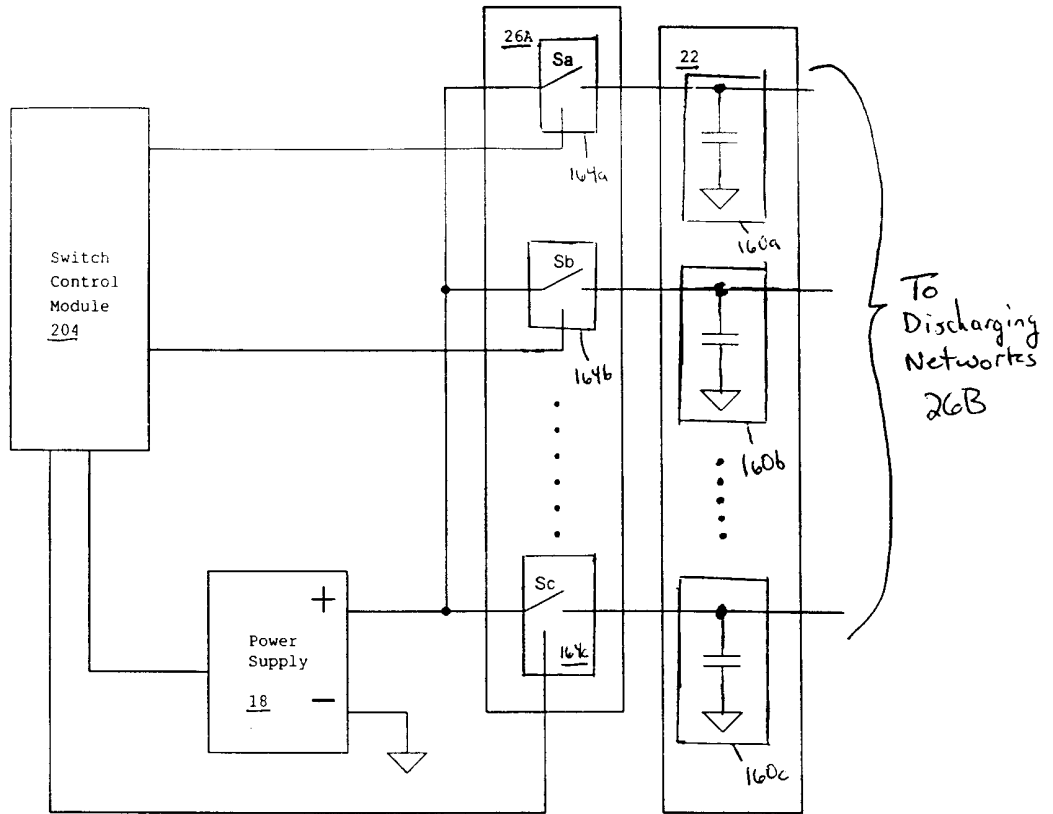 26A
Sa
164a
22
160a
Switch
Control
Module
204
Sb
164b
160b
To
Discharging
Networks
26B
Power
Supply
18
+
−
Sc
164c
160c